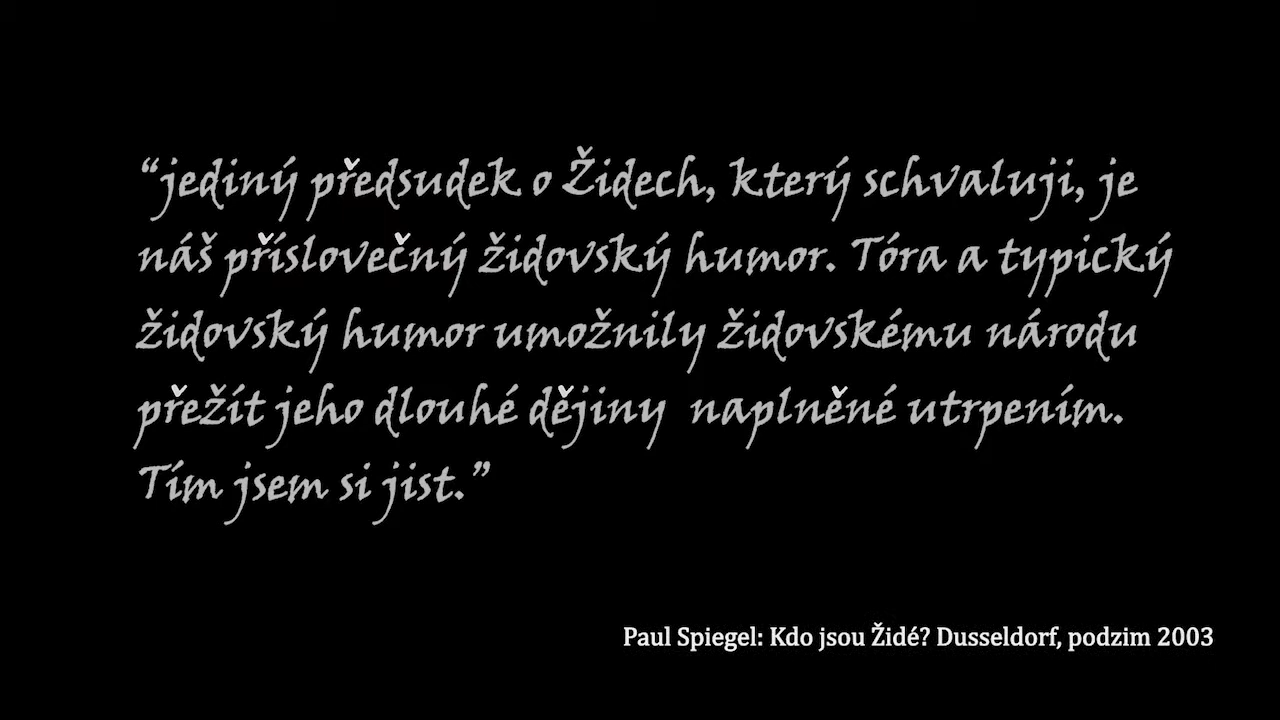 “jediný předsudek o Židech, který schvaluji, je
náš příslovečný židovský humor. Tóra a typický
židovský humor umožnily židovskému národu
přežít jeho dlouhé dějiny  naplněné utrpením.
Tím jsem si jist.”
Paul Spiegel: Kdo jsou Židé? Dusseldorf, podzim 2003